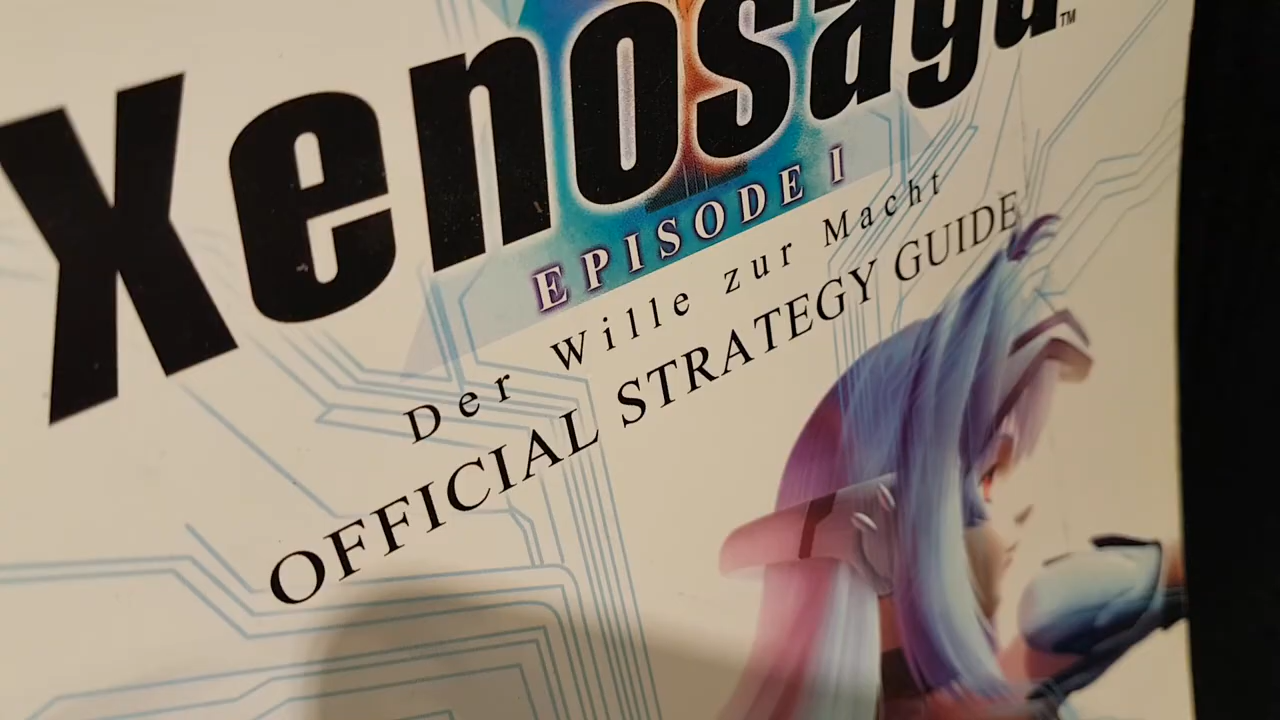 Xenosaga™
EPISODE I
Der Wille zur Macht
OFFICIAL STRATEGY GUIDE